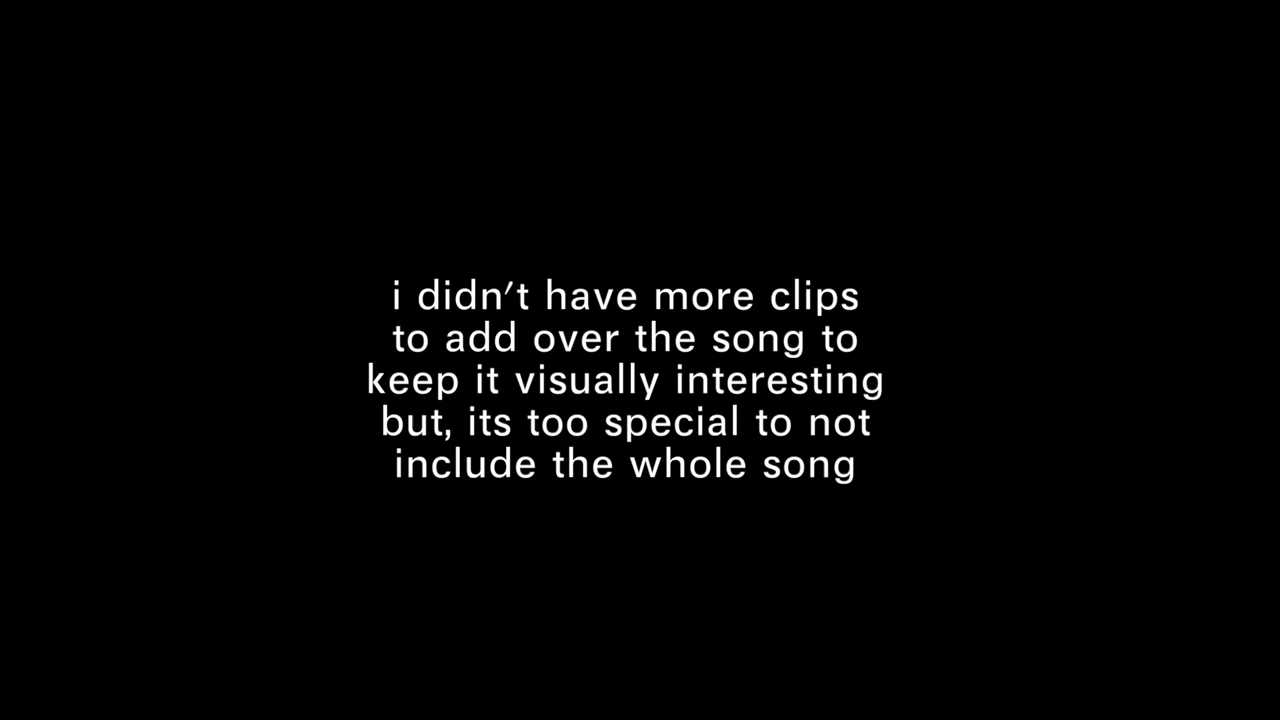 i didn't have more clips
to add over the song to
keep it visually interesting
but, its too special to not
include the whole song